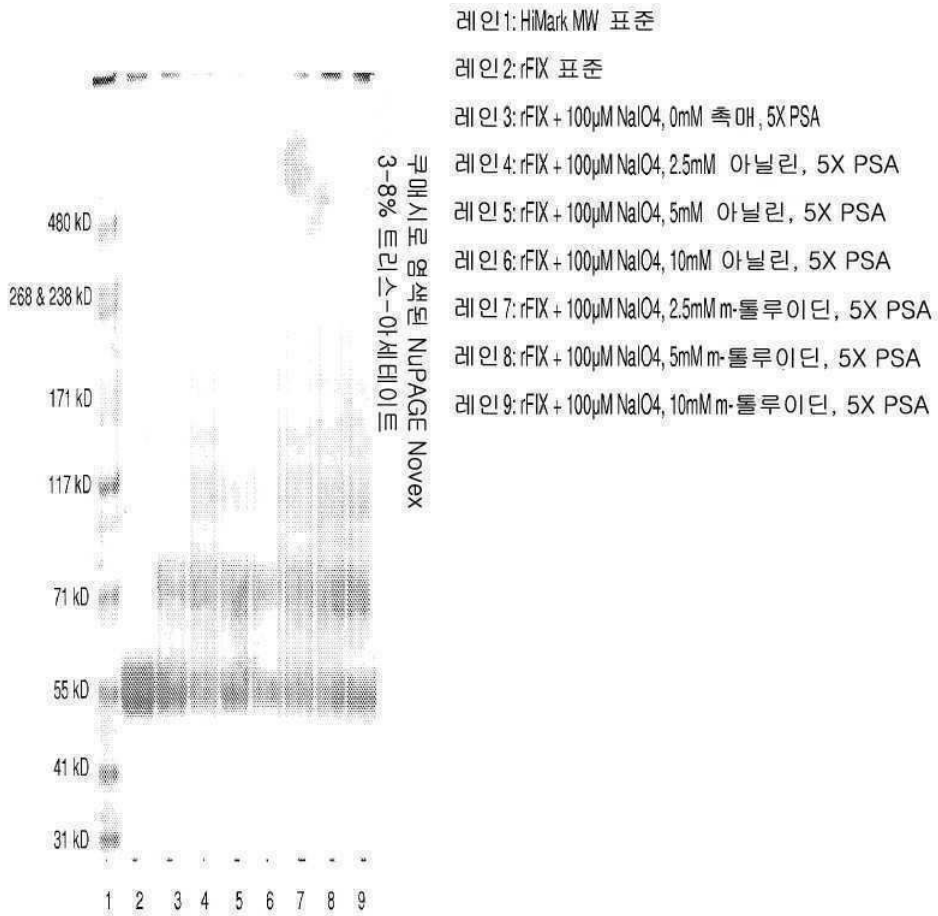 레인1: HiMark MW 표준
레인2: rFIX 표준
레인3: rFIX + 100µM NaIO4, 0mM 촉매, 5X PSA
레인4: rFIX + 100µM NaIO4, 2.5mM 아닐린, 5X PSA
레인5: rFIX + 100µM NaIO4, 5mM 아닐린, 5X PSA
레인6: rFIX + 100µM NaIO4, 10mM 아닐린, 5X PSA
레인7: rFIX + 100µM NaIO4, 2.5mM m-톨루이딘, 5X PSA
레인8: rFIX + 100µM NaIO4, 5mM m-톨루이딘, 5X PSA
레인9: rFIX + 100µM NaIO4, 10mM m-톨루이딘, 5X PSA
쿠매시로 염색된 NuPAGE Novex
3-8% 트리스-아세테이트
480 kD
268 & 238 kD
171 kD
117 kD
71 kD
55 kD
41 kD
31 kD
1 2 3 4 5 6 7 8 9